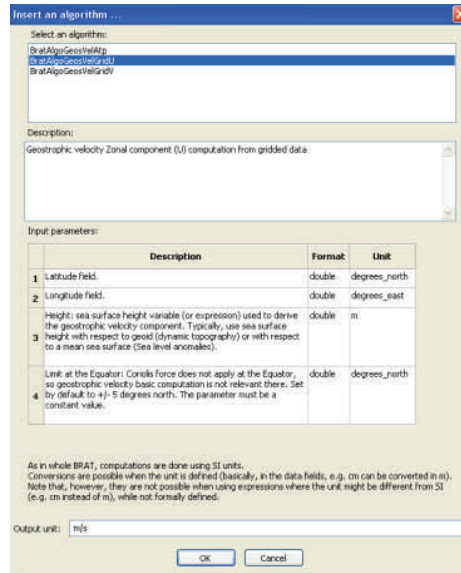 Insert an algorithm ...
Select an algorithm:
BratAlgoGeosVelAtp
BratAlgoGeosVelGridU
BratAlgoGeosVelGridV
Description:
Geostrophic velocity Zonal component (U) computation from gridded data
Input parameters:
Description Format Unit
1 Latitude field. double degrees_north
2 Longitude field. double degrees_east
Height: sea surface height variable (or expression) used to derive double m
the geostrophic velocity component. Typically, use sea surface
3 height with respect to geoid (dynamic topography) or with respect
to a mean sea surface (Sea level anomalies).
Limit at the Equator: Coriolis force does not apply at the Equator, double degrees_north
so geostrophic velocity basic computation is not relevant there. Set
4 by default to +/- 5 degrees north. The parameter must be a
constant value.
As in whole BRAT, computations are done using SI units.
Conversions are possible when the unit is defined (basically, in the data fields, e.g. cm can be converted in m).
Note that, however, they are not possible when using expressions where the unit might be different from SI
(e.g. cm instead of m), while not formally defined.
Output unit: m/s
OK Cancel